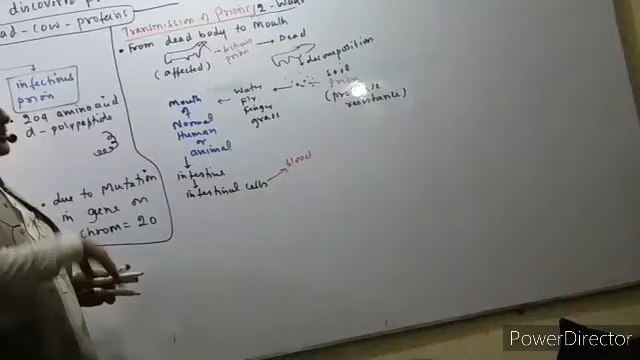 discovered
ad-cow-proteins
infectious
prion
209 amino acid
α-polypeptide
due to Mutation
in gene on
chrom = 20
Transmission of Prions; 2-ways
• From dead body to Mouth
infectious
prion
→ Dead
(affected)
decomposition
soil
prion
resistance)
Water
Fly
Finger
grass
← Mouth
of
Normal
Human
or
animal
↓
intestine
↓
intestinal cells → blood
PowerDirector